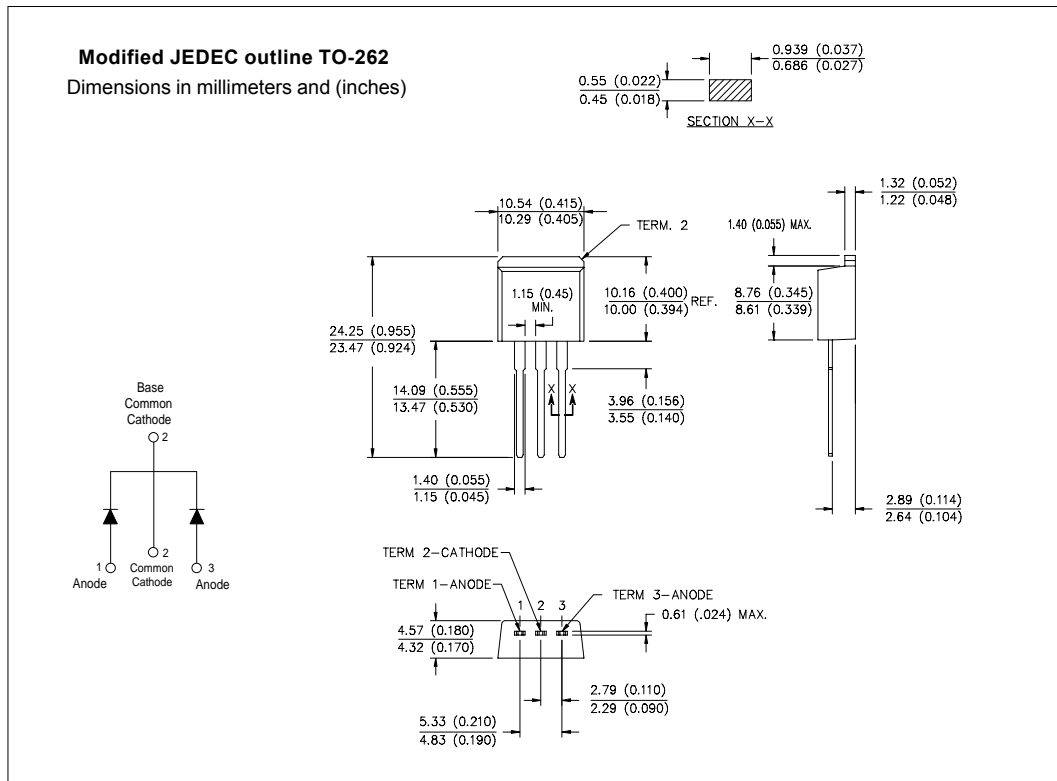 Modified JEDEC outline TO-262
Dimensions in millimeters and (inches)
0.939 (0.037)
0.686 (0.027)
0.55 (0.022)
0.45 (0.018)
SECTION X-X
1.32 (0.052)
1.22 (0.048)
1.40 (0.055) MAX.
10.54 (0.415)
10.29 (0.405)
TERM. 2
1.15 (0.45)
MIN.
10.16 (0.400)
10.00 (0.394)
REF.
8.76 (0.345)
8.61 (0.339)
24.25 (0.955)
23.47 (0.924)
14.09 (0.555)
13.47 (0.530)
X X
3.96 (0.156)
3.55 (0.140)
1.40 (0.055)
1.15 (0.045)
2.89 (0.114)
2.64 (0.104)
Base
Common
Cathode
2
1
2
3
Anode
Common
Cathode
Anode
TERM 2-CATHODE
TERM 1-ANODE
TERM 3-ANODE
1 2 3
0.61 (.024) MAX.
4.57 (0.180)
4.32 (0.170)
2.79 (0.110)
2.29 (0.090)
5.33 (0.210)
4.83 (0.190)